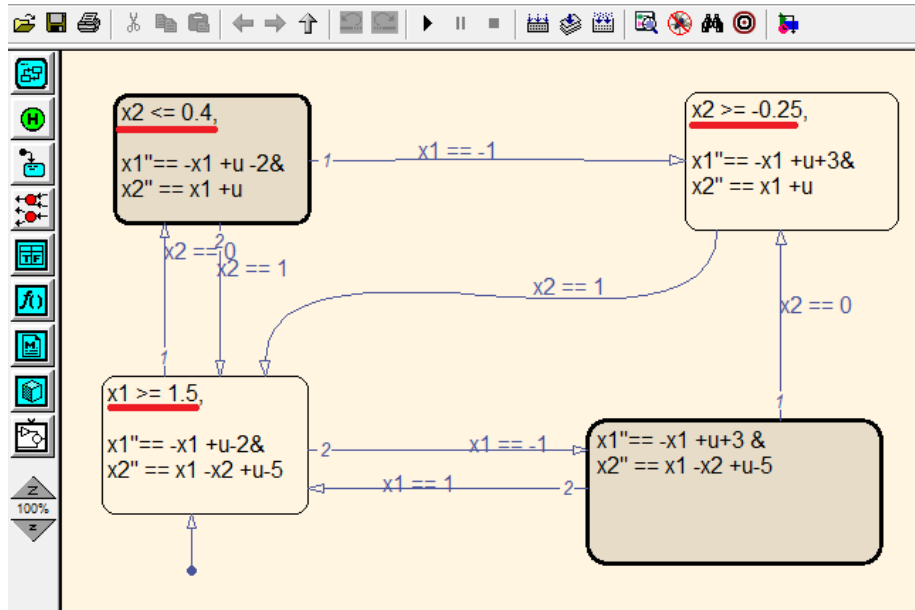 x2 <= 0.4,
x1"== -x1 +u -2&
x2" == x1 +u
1
x1 == -1
x2 >= -0.25,
x1"== -x1 +u+3&
x2" == x1 +u
x2 == 0
2
x2 == 1
x2 == 1
x2 == 0
1
x1 >= 1.5,
x1"== -x1 +u-2&
x2" == x1 -x2 +u-5
2
x1 == -1
x1 == 1
2
1
x1"== -x1 +u+3 &
x2" == x1 -x2 +u-5
H
TF
f()
M
Z
100%
Z